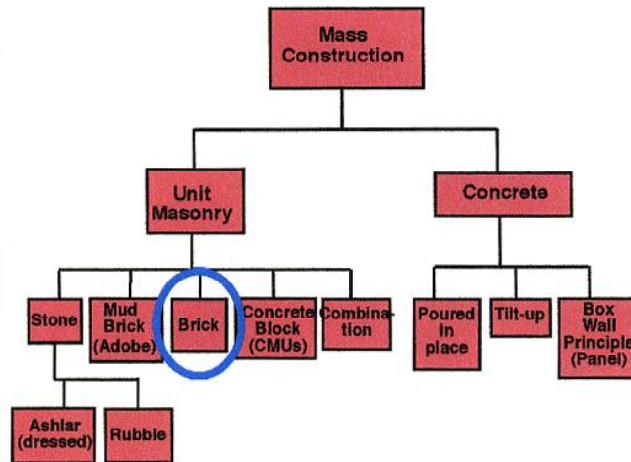 Mass
Construction
Unit
Masonry
Concrete
Stone
Mud
Brick
(Adobe)
Brick
Concrete
Block
(CMUs)
Combina-
tion
Poured
in
place
Tilt-up
Box
Wall
Principle
(Panel)
Ashlar
(dressed)
Rubble